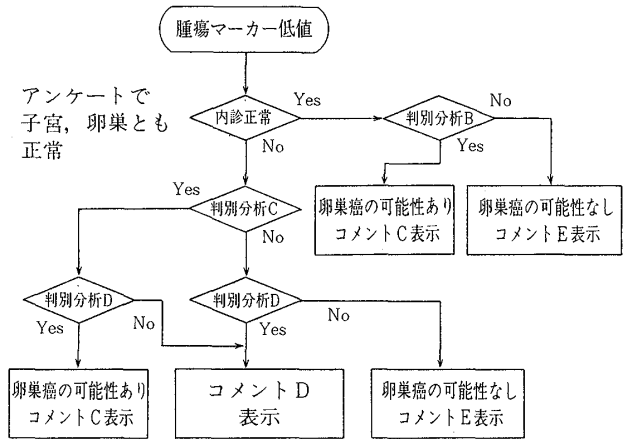 腫瘍マーカー低値
アンケートで
子宮，卵巣とも
正常
内診正常
Yes
No
判別分析B
No
Yes
卵巣癌の可能性あり
コメントC表示
卵巣癌の可能性なし
コメントE表示
判別分析C
Yes
No
判別分析D
Yes
No
判別分析D
Yes
No
卵巣癌の可能性あり
コメントC表示
コメントD
表示
卵巣癌の可能性なし
コメントE表示